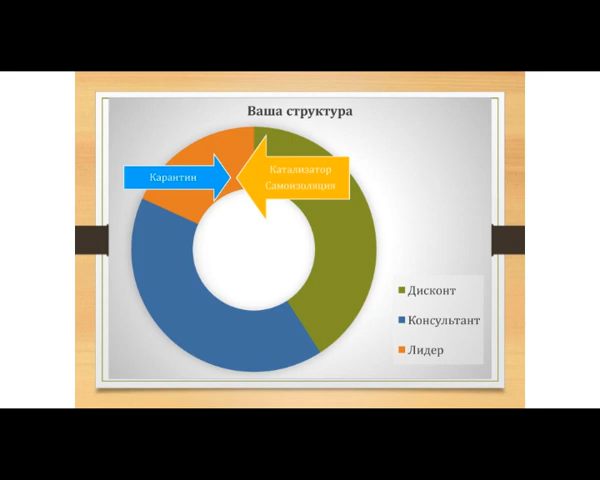 Ваша структура
Карантин
Катализатор
Самоизоляция
Дисконт
Консультант
Лидер